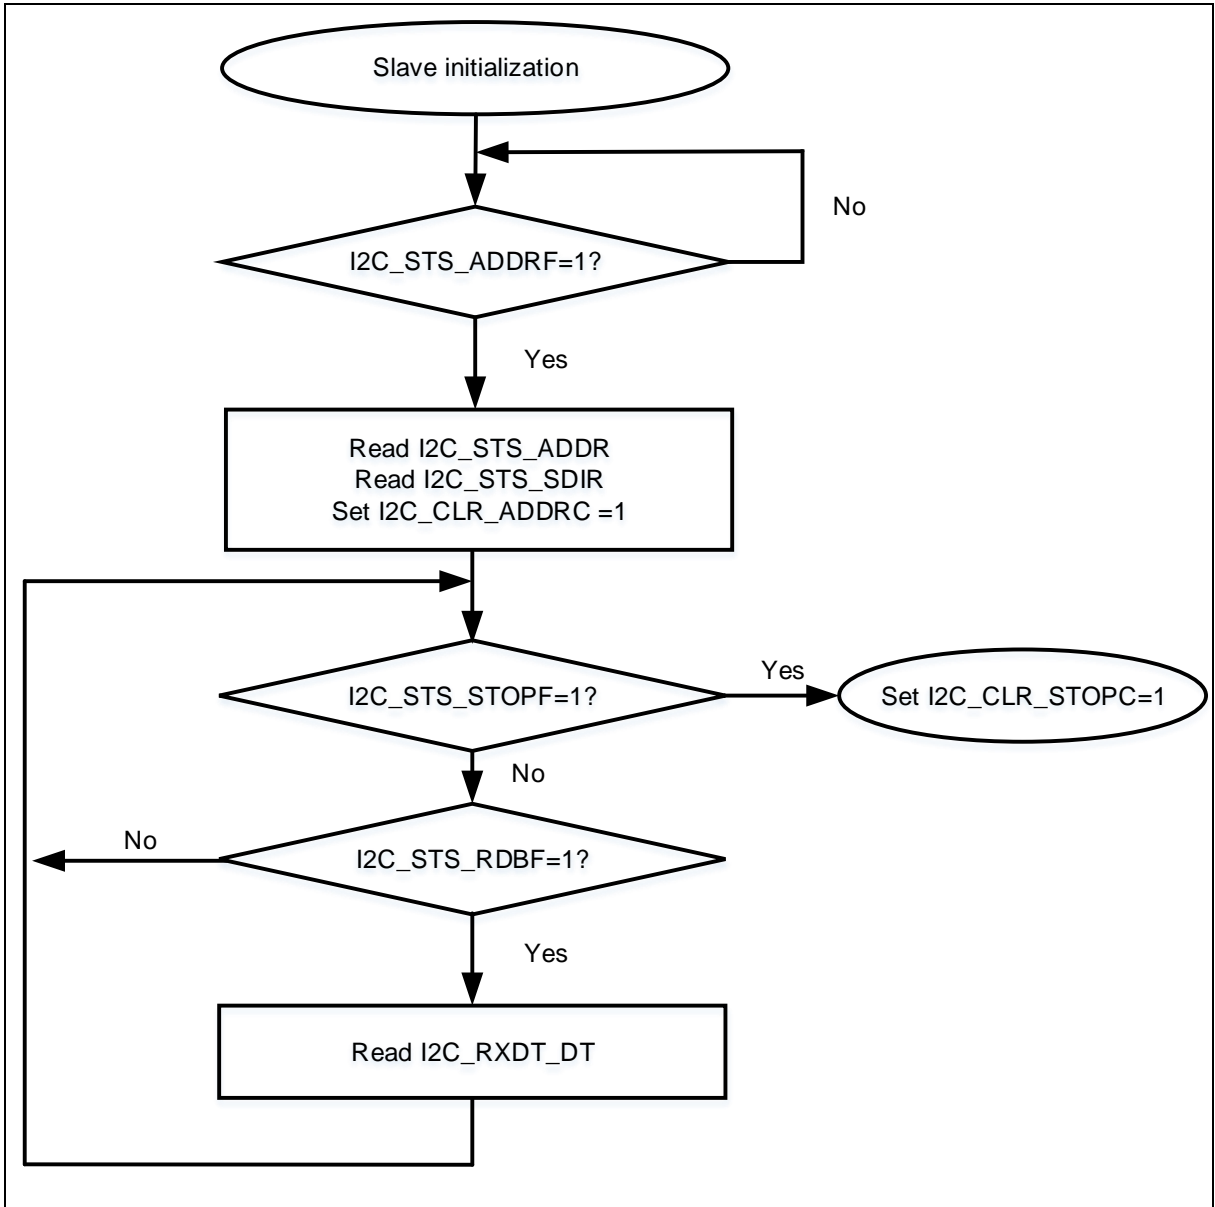 Slave initialization
No
I2C_STS_ADDRF=1?
Yes
Read I2C_STS_ADDR
Read I2C_STS_SDIR
Set I2C_CLR_ADDRC =1
I2C_STS_STOPF=1?
Yes
Set I2C_CLR_STOPC=1
No
No
I2C_STS_RDBF=1?
Yes
Read I2C_RXDT_DT